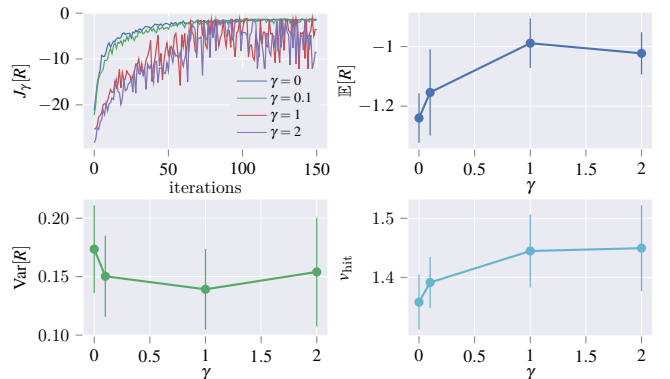 0
−10
−20
J_γ[R]
γ = 0
γ = 0.1
γ = 1
γ = 2
0 50 100 150
iterations
−1
−1.2
𝔼[R]
0 0.5 1 1.5 2
γ
0.20
0.15
0.10
Var[R]
0 0.5 1 1.5 2
γ
1.5
1.4
v_hit
0 0.5 1 1.5 2
γ